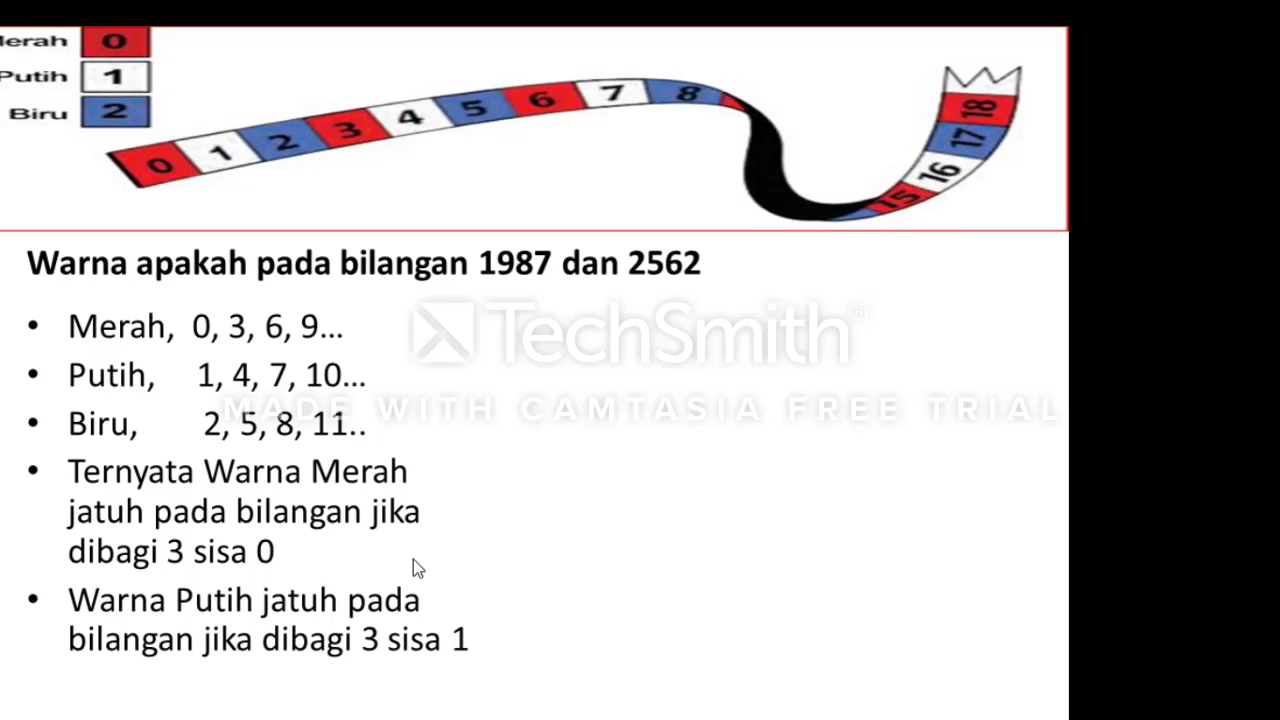 Merah 0
Putih 1
Biru 2
0 1 2 3 4 5 6 7 8 15 16 17 18
Warna apakah pada bilangan 1987 dan 2562
• Merah, 0, 3, 6, 9...
• Putih, 1, 4, 7, 10...
• Biru, 2, 5, 8, 11..
• Ternyata Warna Merah
jatuh pada bilangan jika
dibagi 3 sisa 0
• Warna Putih jatuh pada
bilangan jika dibagi 3 sisa 1
TechSmith®
MADE WITH CAMTASIA FREE TRIAL